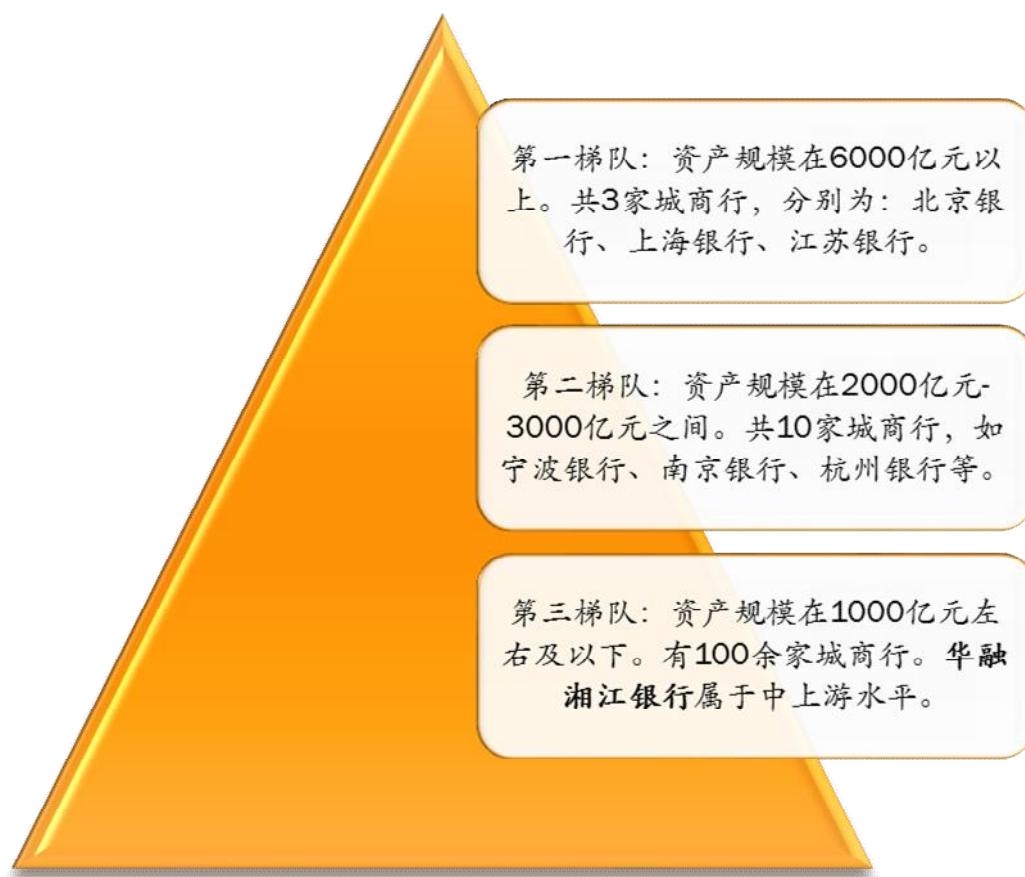 第一梯队：资产规模在6000亿元以
上。共3家城商行，分别为：北京银
行、上海银行、江苏银行。
第二梯队：资产规模在2000亿元-
3000亿元之间。共10家城商行，如
宁波银行、南京银行、杭州银行等。
第三梯队：资产规模在1000亿元左
右及以下。有100余家城商行。华融
湘江银行属于中上游水平。